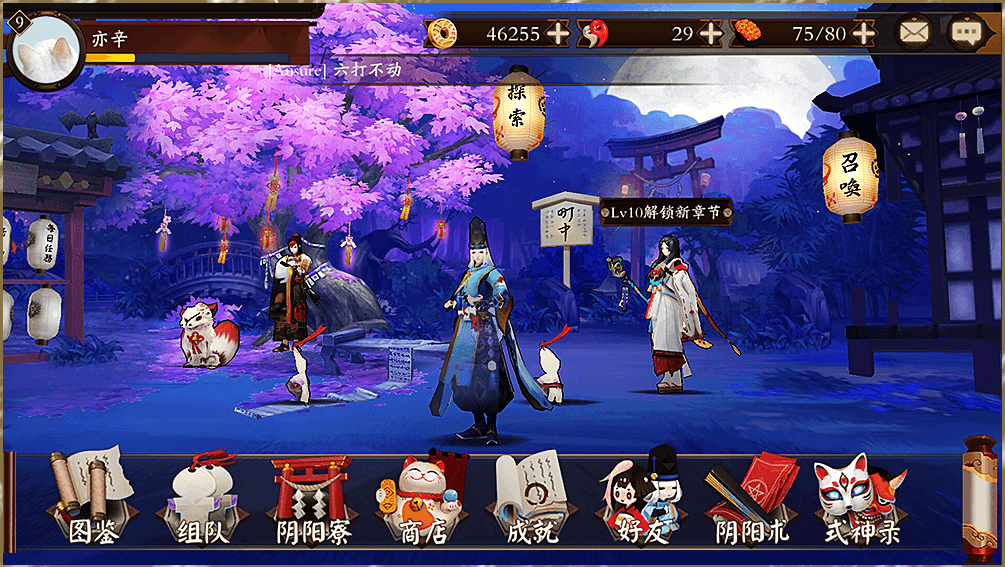 9
亦辛
46255
29
75/80
六打不动
探索
召唤
町中
Lv10解锁新章节
每日任务
图鉴
组队
阴阳寮
商店
成就
好友
阴阳术
式神录